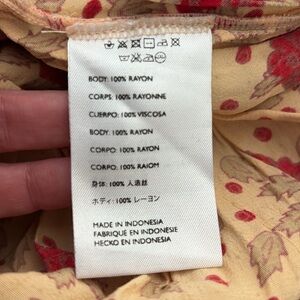 BODY: 100% RAYON
CORPS: 100% RAYONNE
CUERPO: 100% VISCOSA
BODY: 100% RAYON
CORPO: 100% RAYON
CORPO: 100% RAIOM
身体: 100% 人造丝
ボディ: 100% レーヨン
MADE IN INDONESIA
FABRIQUE EN INDONESIE
HECKO EN INDONESIA